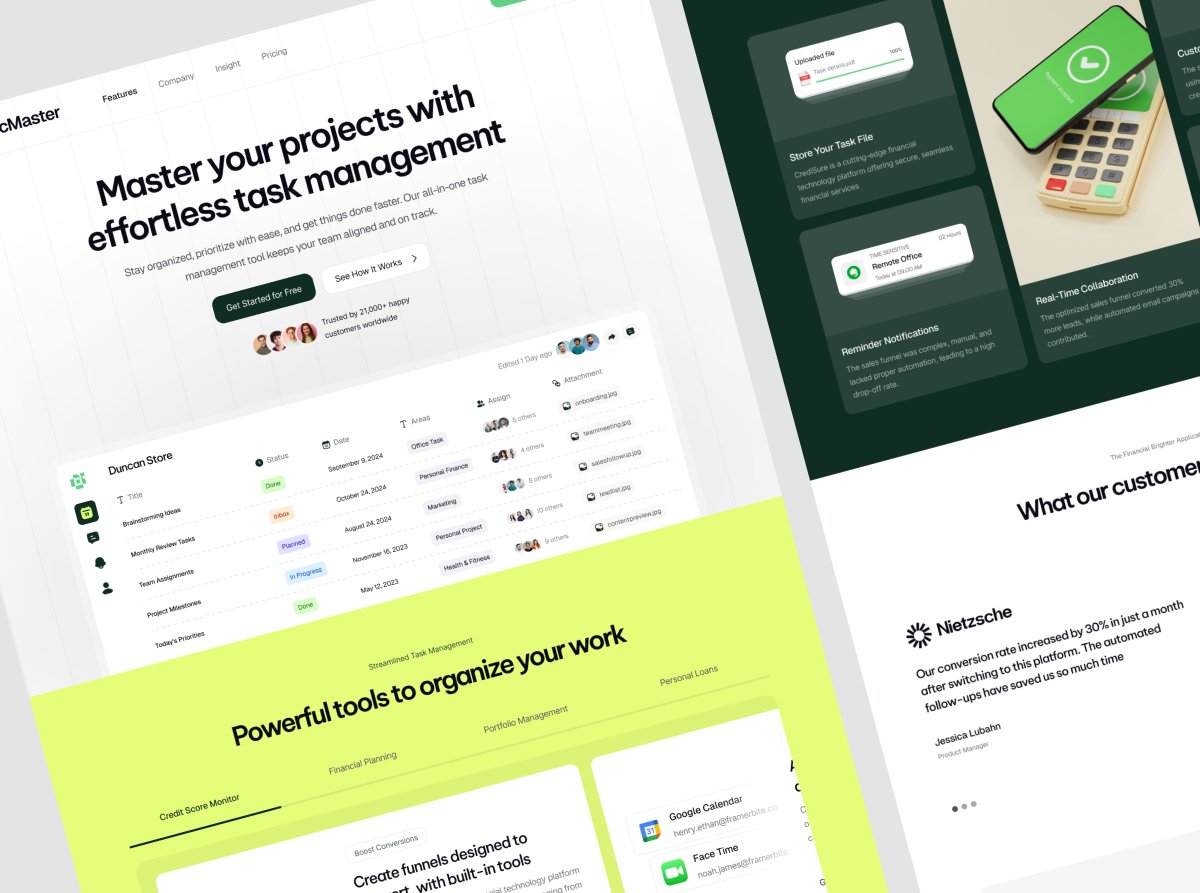 cMaster
Features
Company
Insight
Pricing
Master your projects with
effortless task management
Stay organized, prioritize with ease, and get things done faster. Our all-in-one task
management tool keeps your team aligned and on track.
Get Started for Free
See How It Works
Trusted by 21,000+ happy
customers worldwide
Duncan Store
Edited 1 Day ago
Title
Status
Date
Areas
Assign
Attachment
Brainstorming Ideas
Done
September 9, 2024
Office Task
5 others
onboarding.jpg
Monthly Review Tasks
Inbox
October 24, 2024
Personal Finance
4 others
teammeeting.jpg
Team Assignments
Planned
August 24, 2024
Marketing
8 others
salesfollowup.jpg
Project Milestones
In Progress
November 16, 2023
Personal Project
10 others
leadlist.jpg
Today's Priorities
Done
May 12, 2023
Health & Fitness
9 others
contentpreview.jpg
Streamlined Task Management
Powerful tools to organize your work
Credit Score Monitor
Financial Planning
Portfolio Management
Personal Loans
Boost Conversions
Create funnels designed to
rt, with built-in tools
ial technology platform
nging from
Google Calendar
31
henry.ethan@framerbite.co
Face Time
noah.james@framerbite
Uploaded file
Task details.pdf
100%
Store Your Task File
CrediSure is a cutting-edge financial
technology platform offering secure, seamless
financial services
TIME SENSITIVE
02 Hours
Remote Office
Today at 09:00 AM
Reminder Notifications
The sales funnel was complex, manual, and
lacked proper automation, leading to a high
drop-off rate.
Real-Time Collaboration
The optimized sales funnel converted 30%
more leads, while automated email campaigns
contributed.
Custo
The s
using
cre
The Financial Brighter Applicat
What our customer
Nietzsche
Our conversion rate increased by 30% in just a month
after switching to this platform. The automated
follow-ups have saved us so much time
Jessica Lubahn
Product Manager